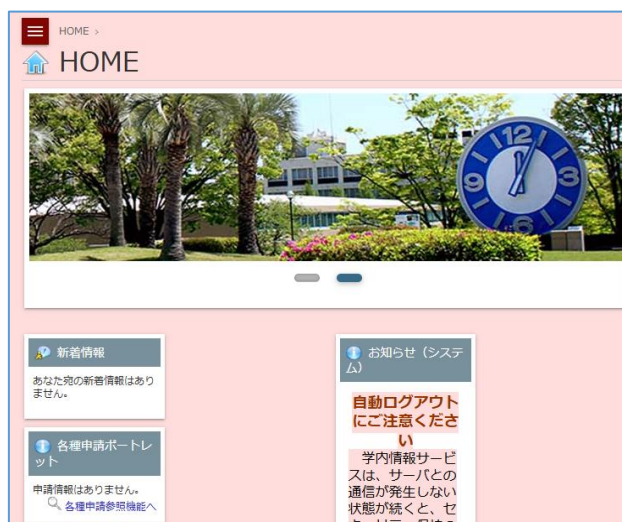 HOME >
HOME
12
9
3
6
新着情報
あなた宛の新着情報はあり
ません。
各種申請ポートレ
ット
申請情報はありません。
各種申請参照機能へ
お知らせ（システ
ム）
自動ログアウト
にご注意くださ
い
学内情報サービ
スは、サーバとの
通信が発生しない
状態が続くと、セ